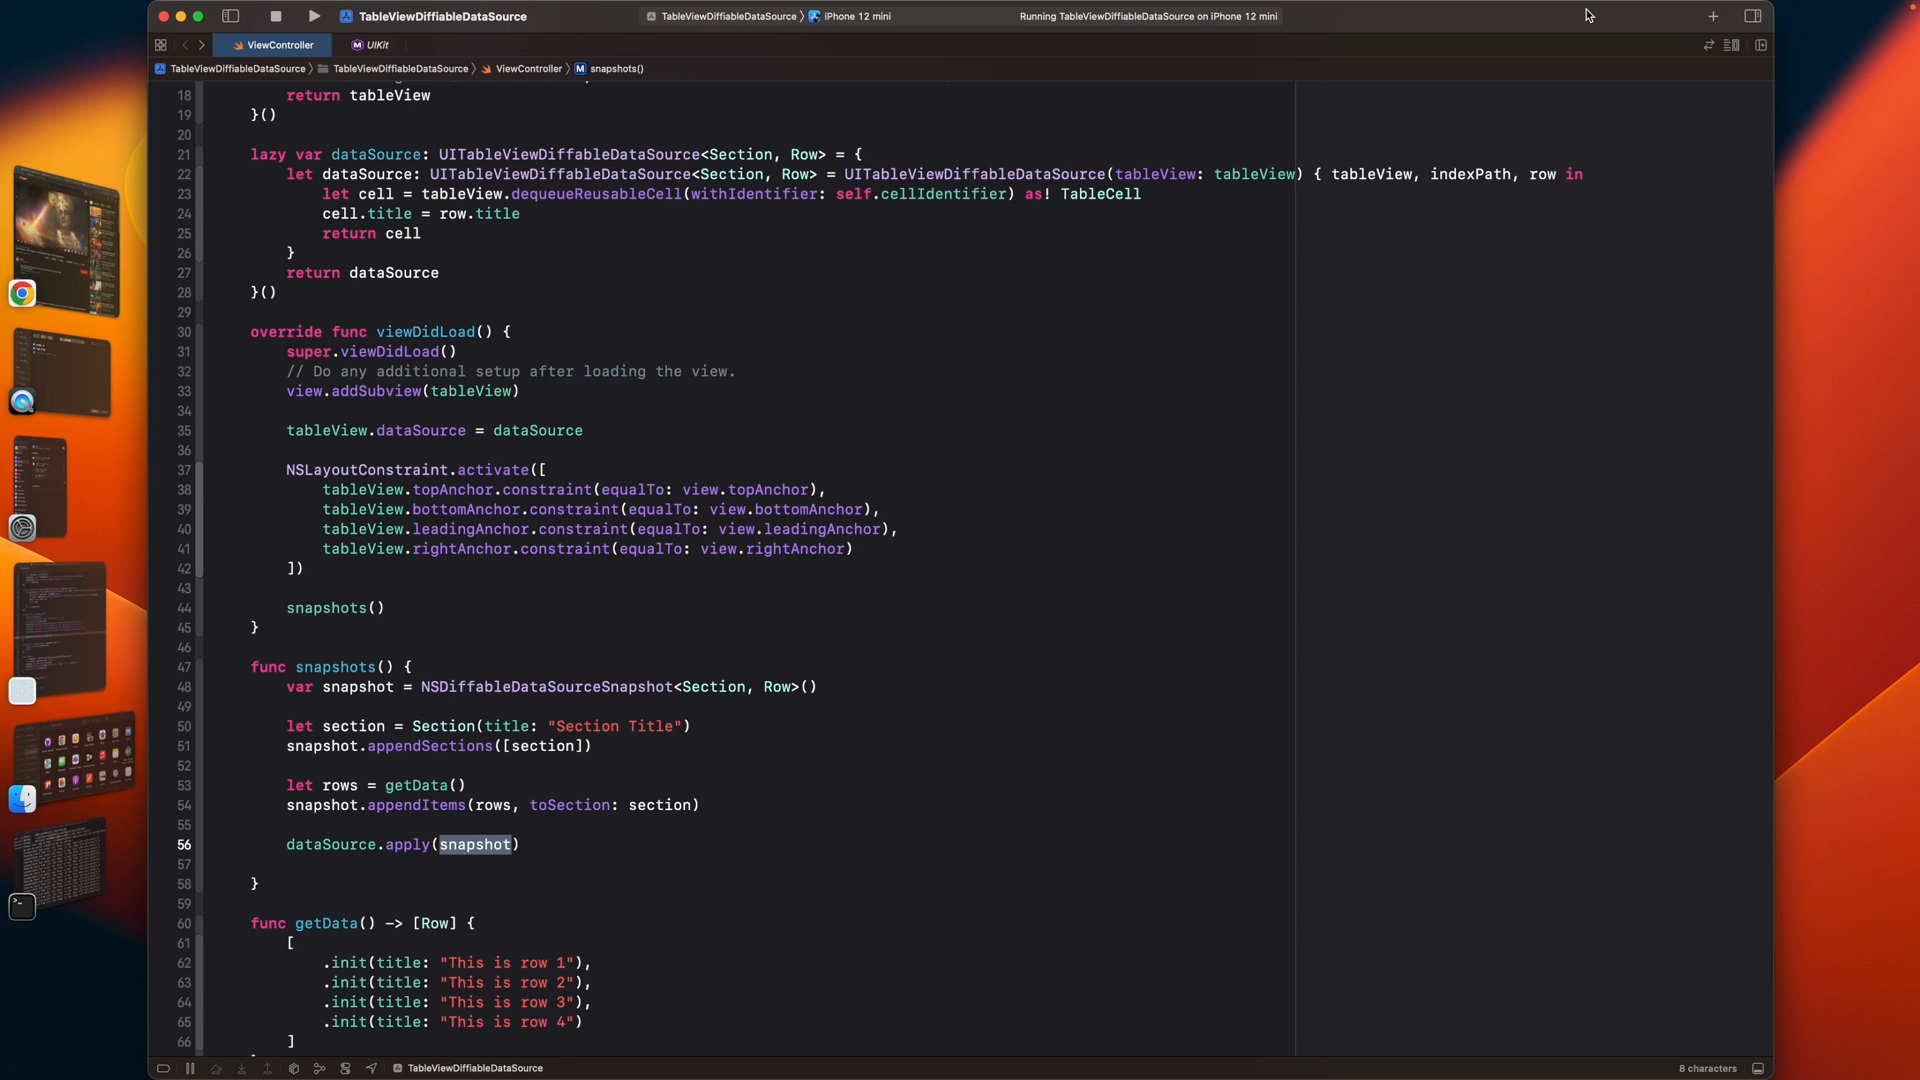 TableViewDiffiableDataSource
TableViewDiffiableDataSource 〉 iPhone 12 mini
Running TableViewDiffiableDataSource on iPhone 12 mini
ViewController
UIKit
TableViewDiffiableDataSource 〉 TableViewDiffiableDataSource 〉 ViewController 〉 M snapshots()
18 return tableView
19 }()
20
21 lazy var dataSource: UITableViewDiffableDataSource<Section, Row> = {
22 let dataSource: UITableViewDiffableDataSource<Section, Row> = UITableViewDiffableDataSource(tableView: tableView) { tableView, indexPath, row in
23 let cell = tableView.dequeueReusableCell(withIdentifier: self.cellIdentifier) as! TableCell
24 cell.title = row.title
25 return cell
26 }
27 return dataSource
28 }()
29
30 override func viewDidLoad() {
31 super.viewDidLoad()
32 // Do any additional setup after loading the view.
33 view.addSubview(tableView)
34
35 tableView.dataSource = dataSource
36
37 NSLayoutConstraint.activate([
38 tableView.topAnchor.constraint(equalTo: view.topAnchor),
39 tableView.bottomAnchor.constraint(equalTo: view.bottomAnchor),
40 tableView.leadingAnchor.constraint(equalTo: view.leadingAnchor),
41 tableView.rightAnchor.constraint(equalTo: view.rightAnchor)
42 ])
43
44 snapshots()
45 }
46
47 func snapshots() {
48 var snapshot = NSDiffableDataSourceSnapshot<Section, Row>()
49
50 let section = Section(title: "Section Title")
51 snapshot.appendSections([section])
52
53 let rows = getData()
54 snapshot.appendItems(rows, toSection: section)
55
56 dataSource.apply(snapshot)
57
58 }
59
60 func getData() -> [Row] {
61 [
62 .init(title: "This is row 1"),
63 .init(title: "This is row 2"),
64 .init(title: "This is row 3"),
65 .init(title: "This is row 4")
66 ]
TableViewDiffiableDataSource
8 characters